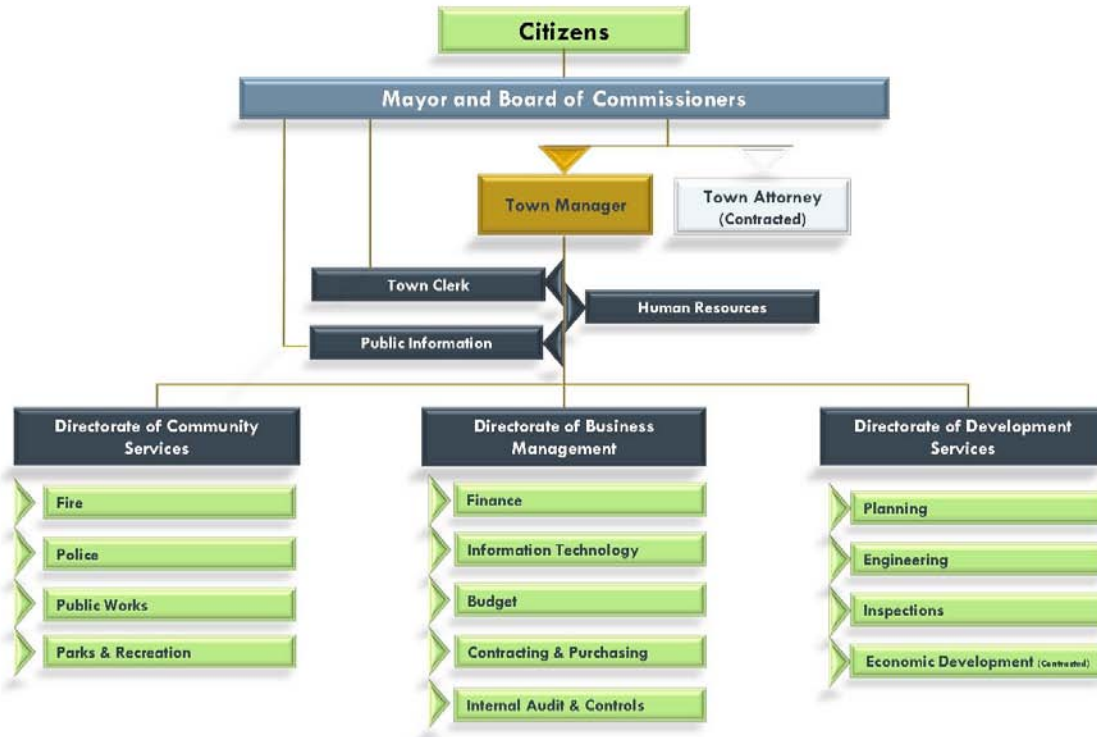 Citizens
Mayor and Board of Commissioners
Town Manager
Town Attorney
(Contracted)
Town Clerk
Human Resources
Public Information
Directorate of Community
Services
Fire
Police
Public Works
Parks & Recreation
Directorate of Business
Management
Finance
Information Technology
Budget
Contracting & Purchasing
Internal Audit & Controls
Directorate of Development
Services
Planning
Engineering
Inspections
Economic Development (Contracted)